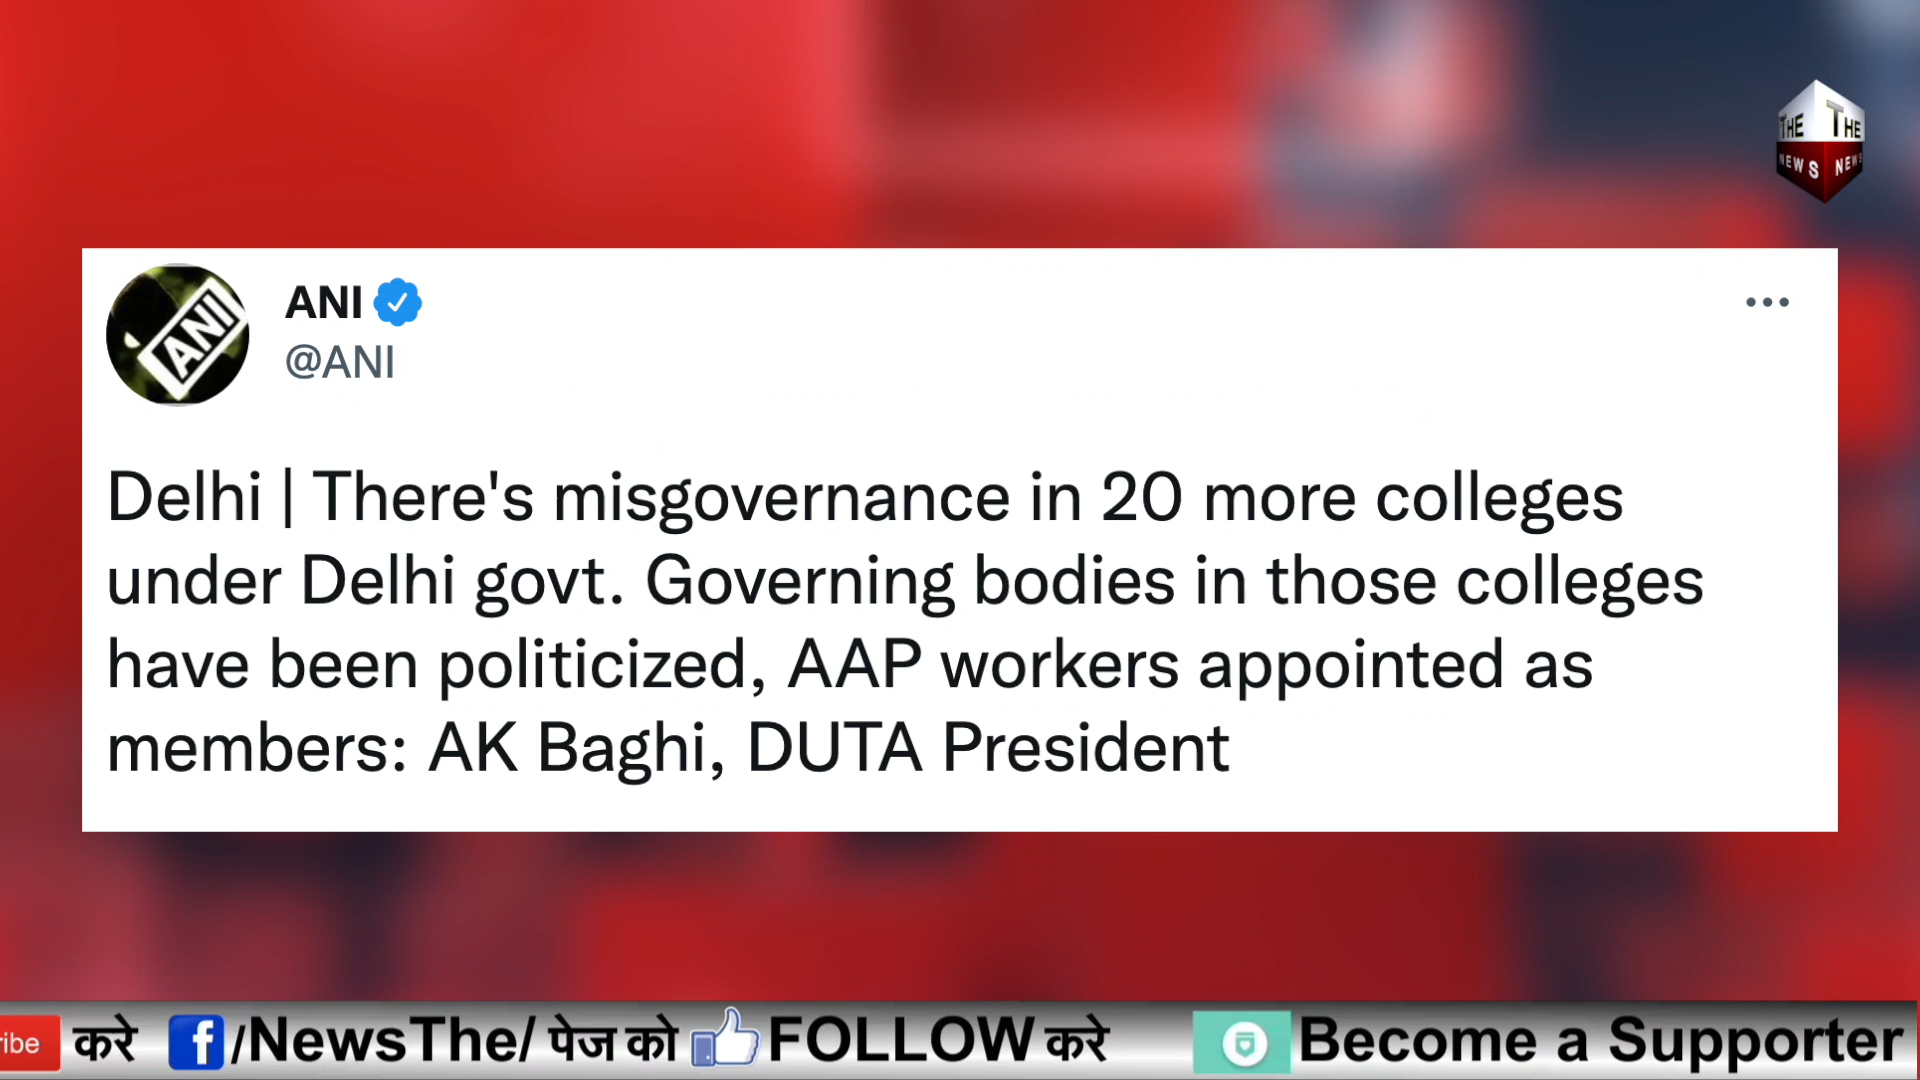 THE THE
NEWS NEWS
ANI
ANI
@ANI
Delhi | There's misgovernance in 20 more colleges
under Delhi govt. Governing bodies in those colleges
have been politicized, AAP workers appointed as
members: AK Baghi, DUTA President
ribe करे f/NewsThe/ पेज को FOLLOW करे Become a Supporter